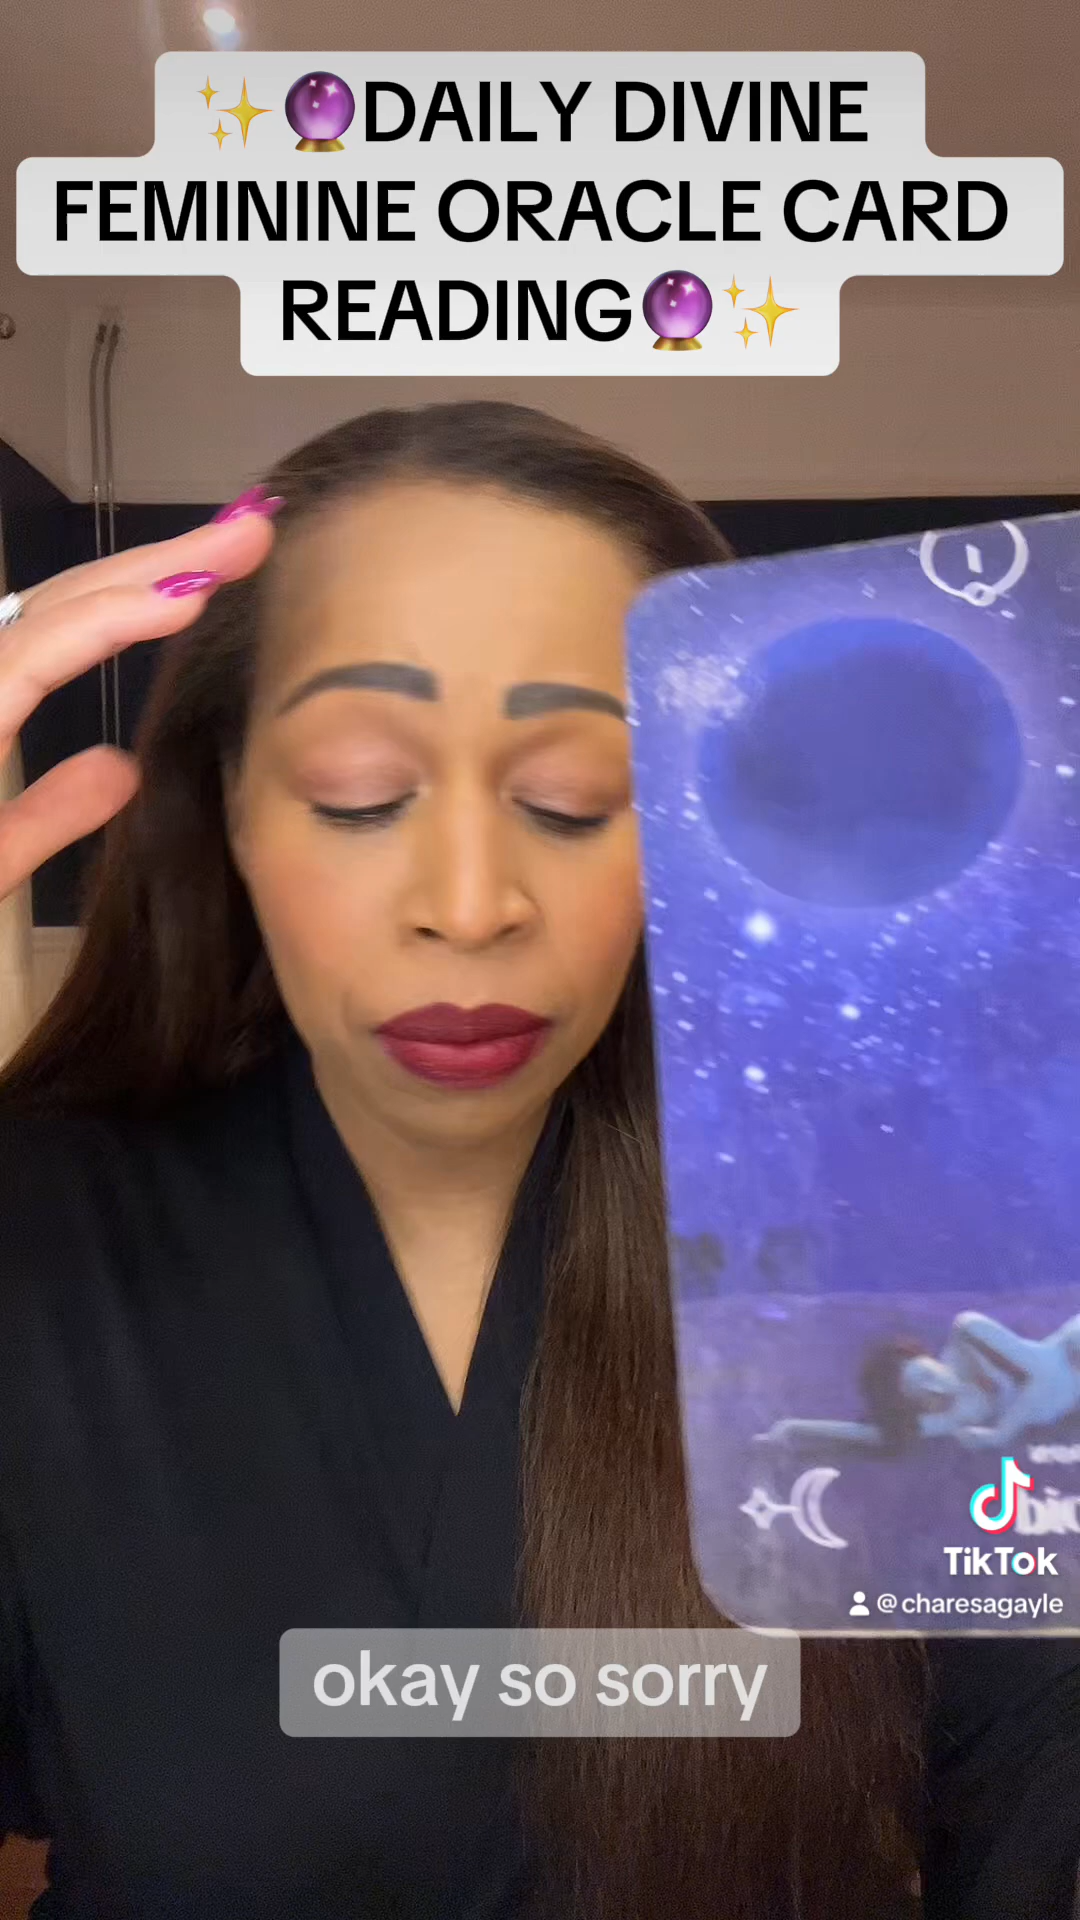 ✨🔮DAILY DIVINE
FEMININE ORACLE CARD
READING🔮✨
TikTok
@charesagayle
okay so sorry